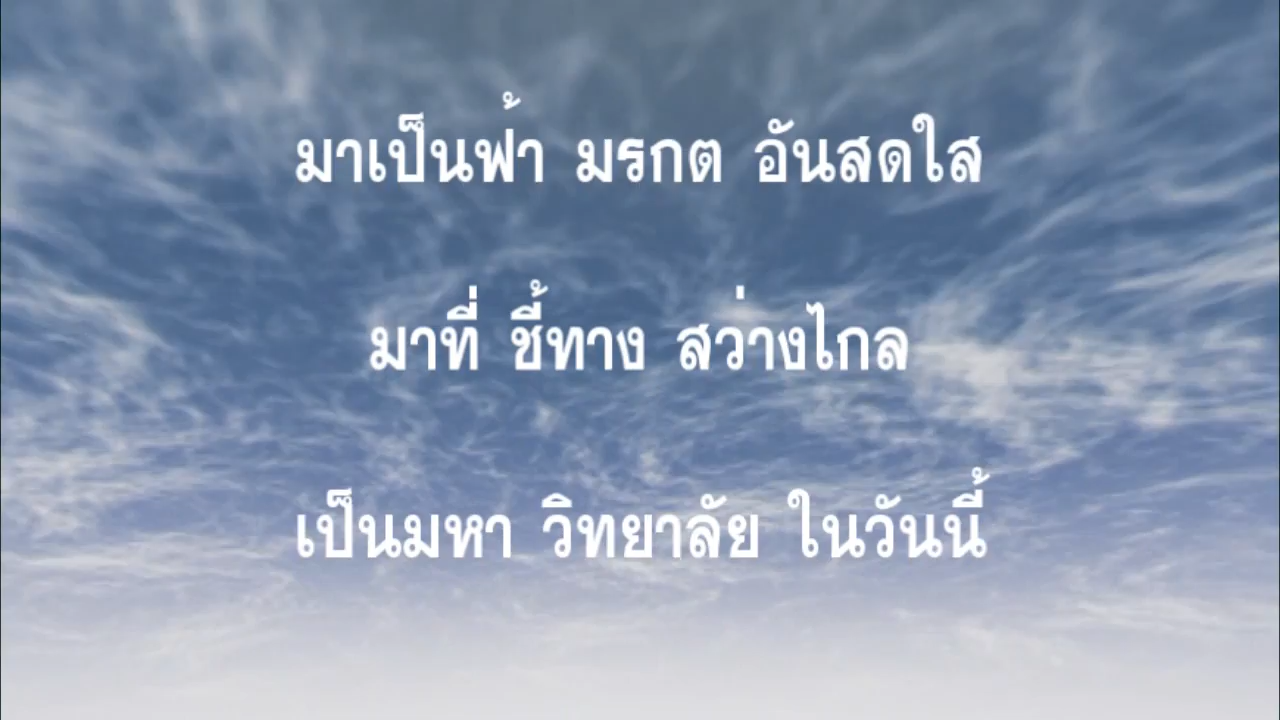 มาเป็นฟ้า มรกต อันสดใส
มาที่ ชี้ทาง สว่างไกล
เป็นมหา วิทยาลัย ในวันนี้